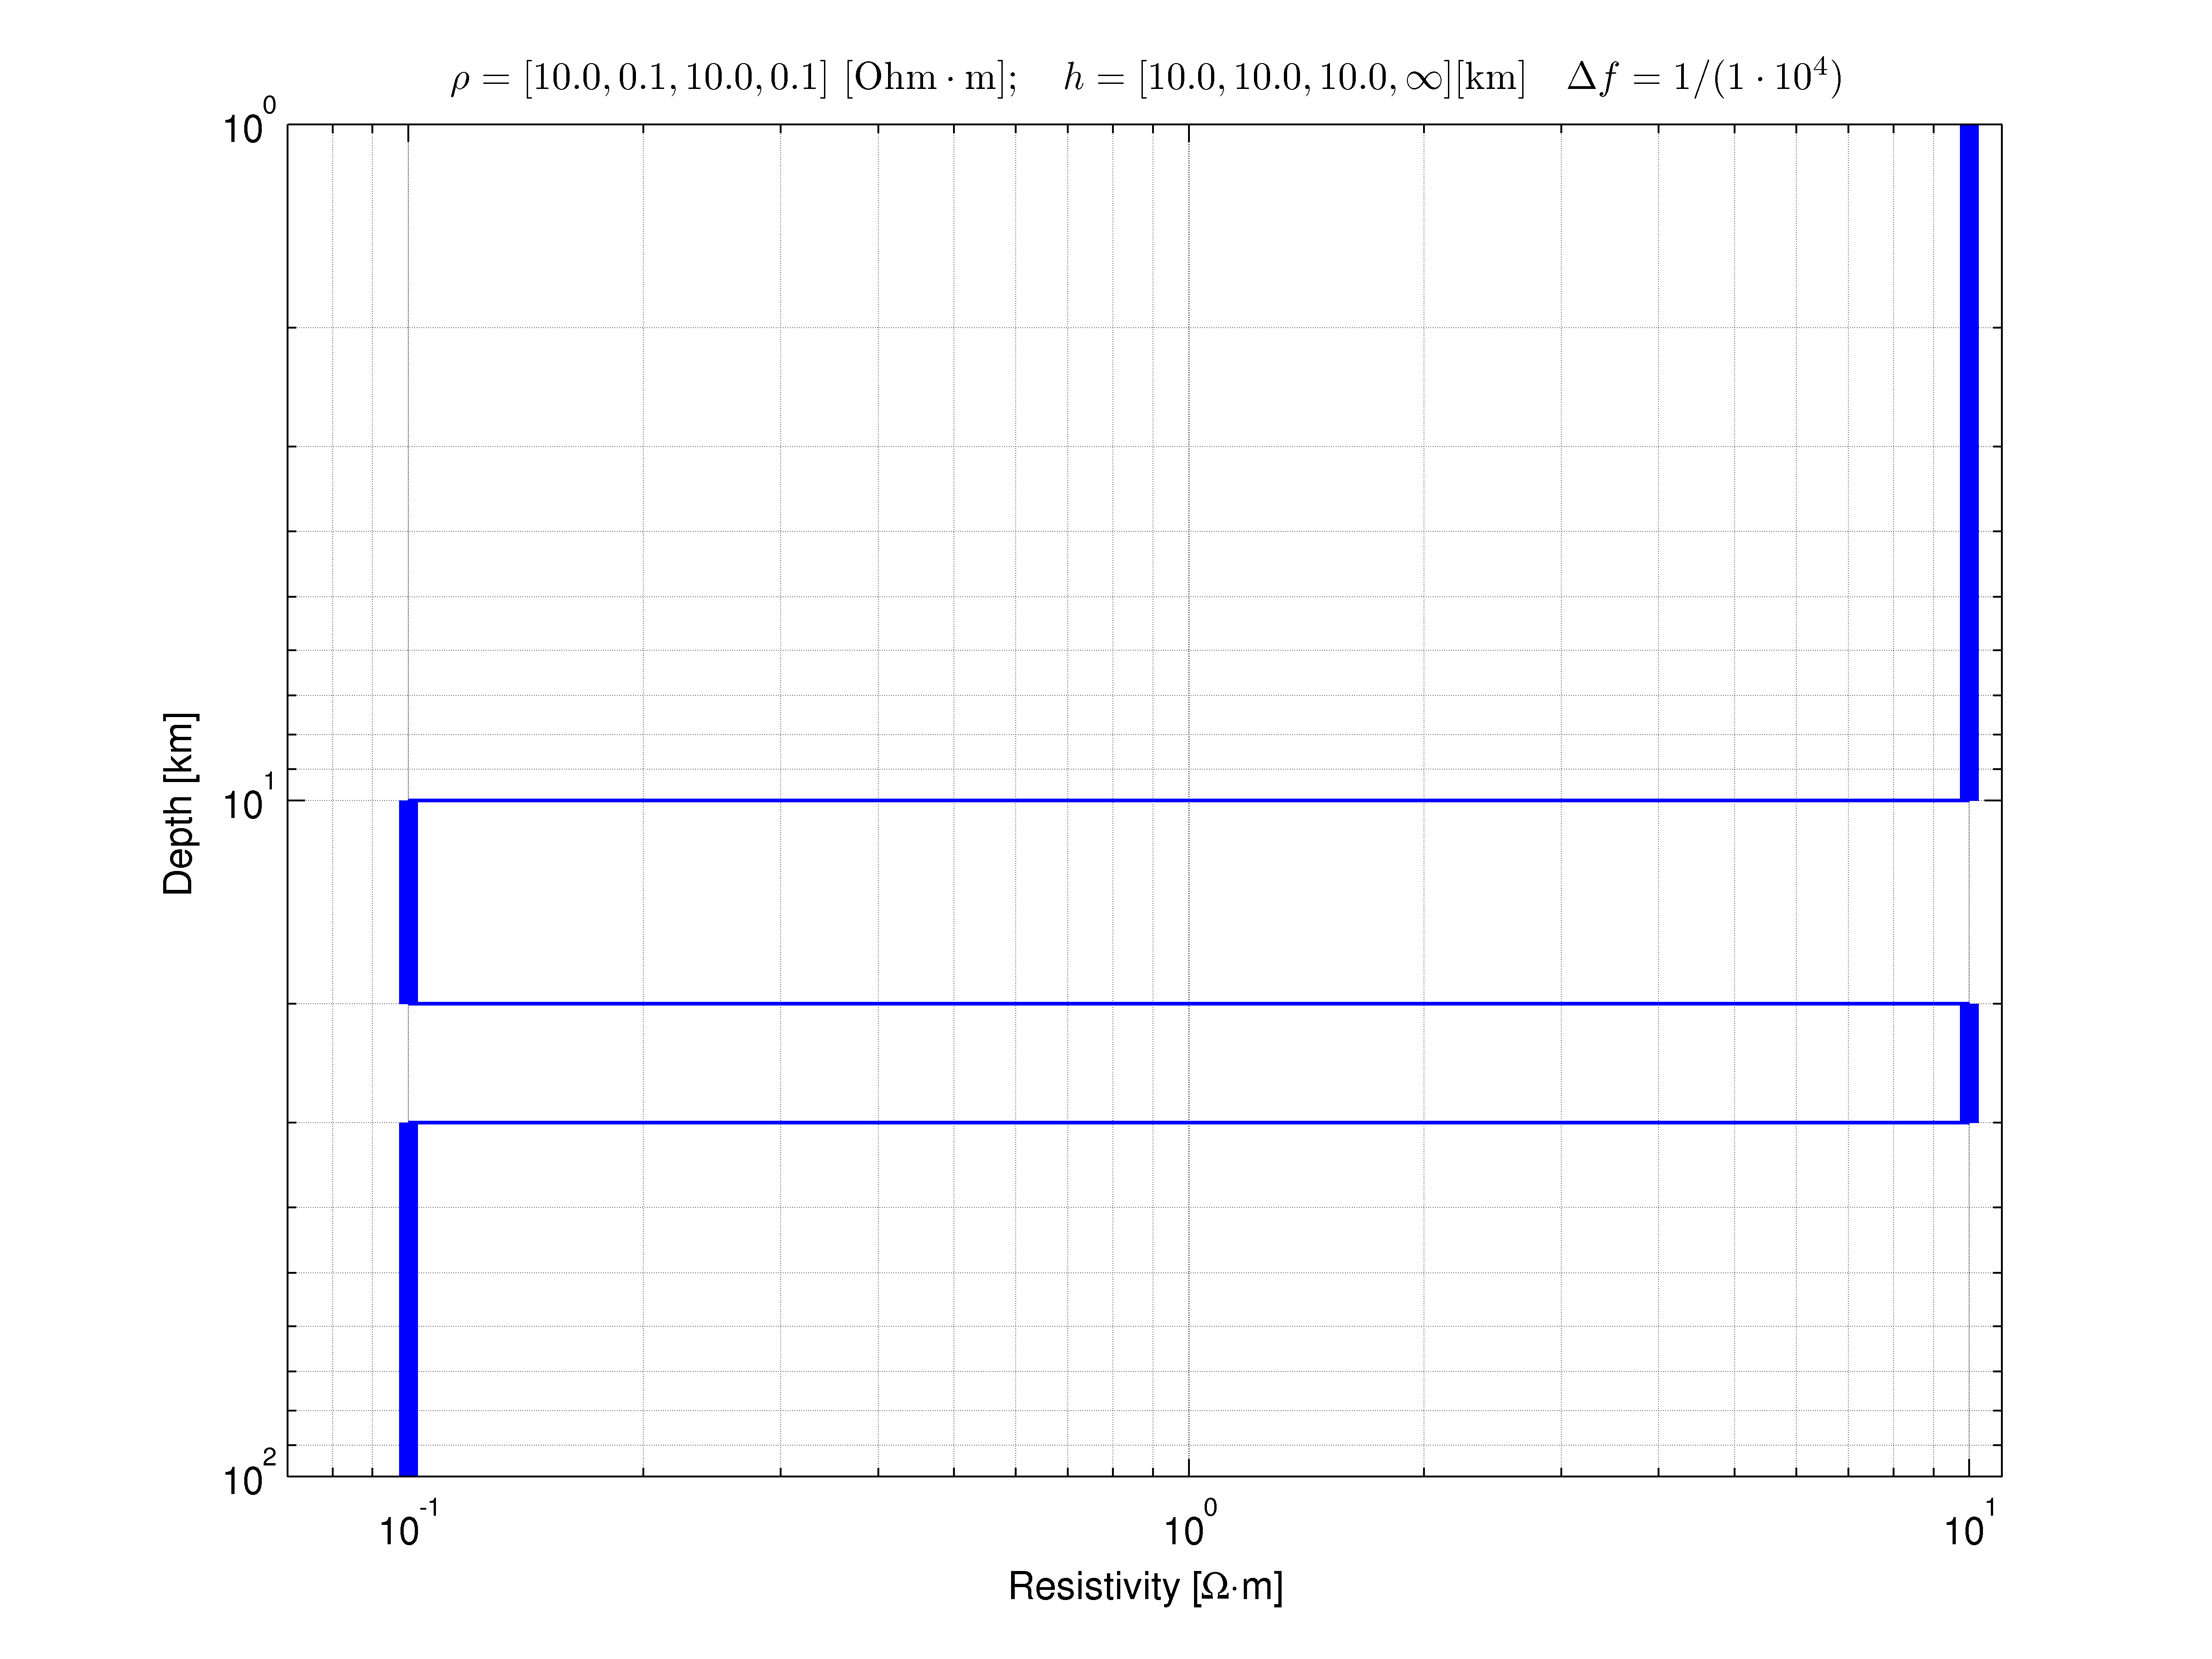 ρ = [10.0, 0.1, 10.0, 0.1] [Ohm · m];   h = [10.0, 10.0, 10.0, ∞][km]   Δf = 1/(1 · 10⁴)
10⁰
10¹
10²
Depth [km]
10⁻¹ 10⁰ 10¹
Resistivity [Ω·m]